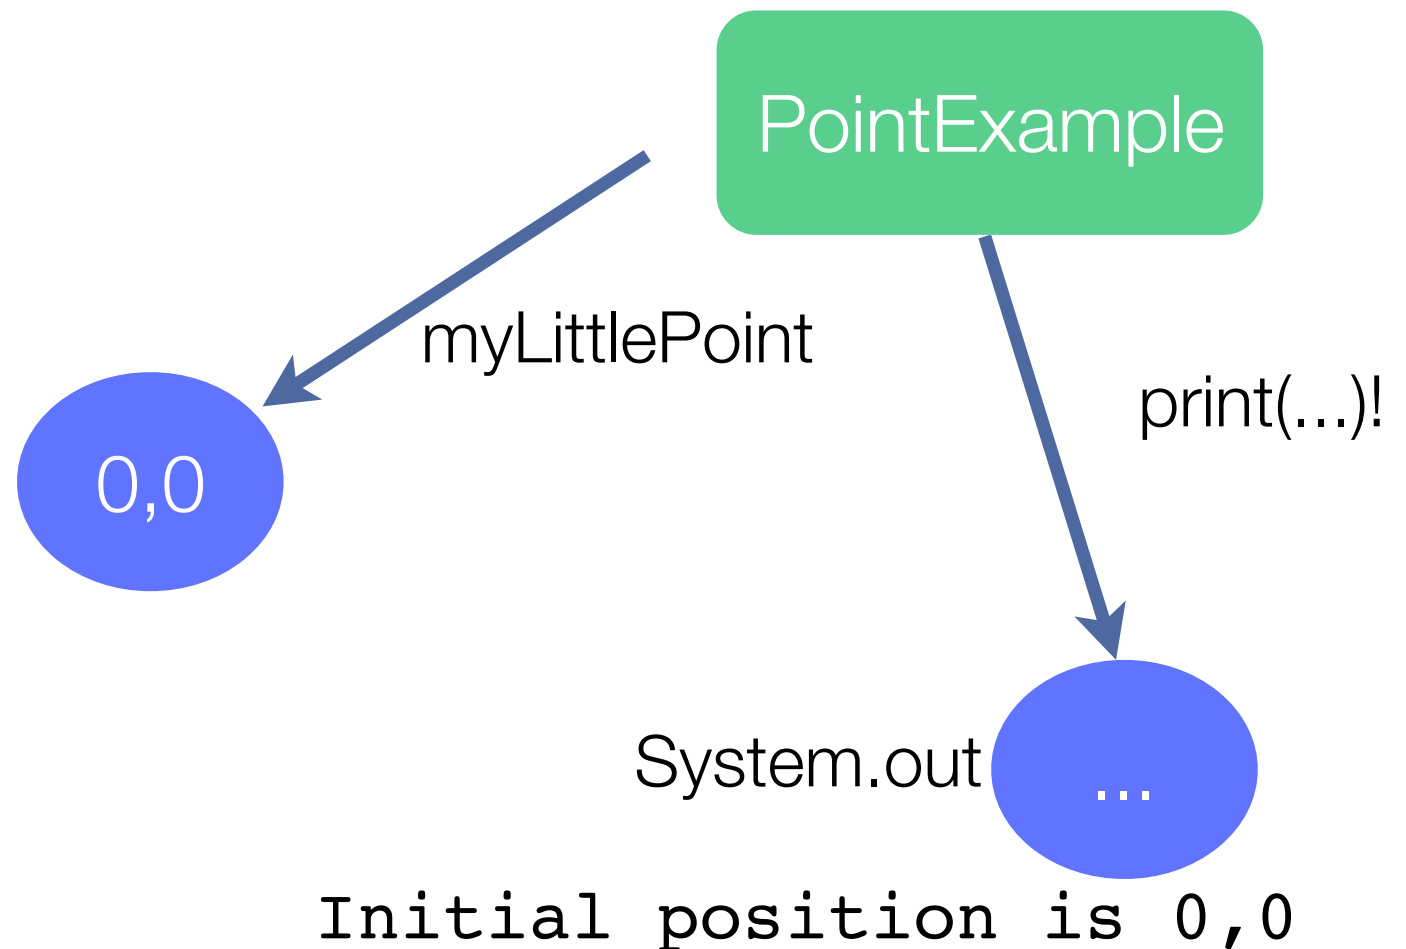 PointExample
myLittlePoint
print(...)!
0,0
System.out
...
Initial position is 0,0